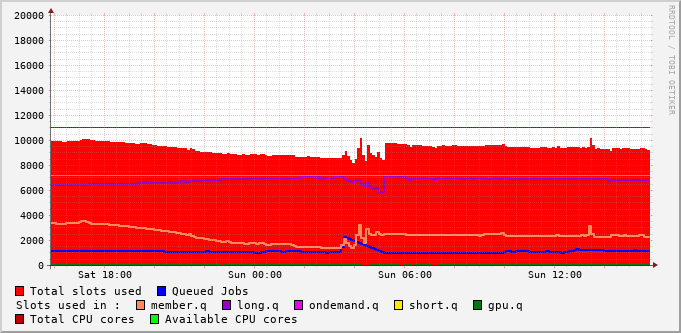 20000
18000
16000
14000
12000
10000
8000
6000
4000
2000
0
Sat 18:00 Sun 00:00 Sun 06:00 Sun 12:00
RRDTOOL / TOBI OETIKER
Total slots used Queued Jobs
Slots used in : member.q long.q ondemand.q short.q gpu.q
Total CPU cores Available CPU cores